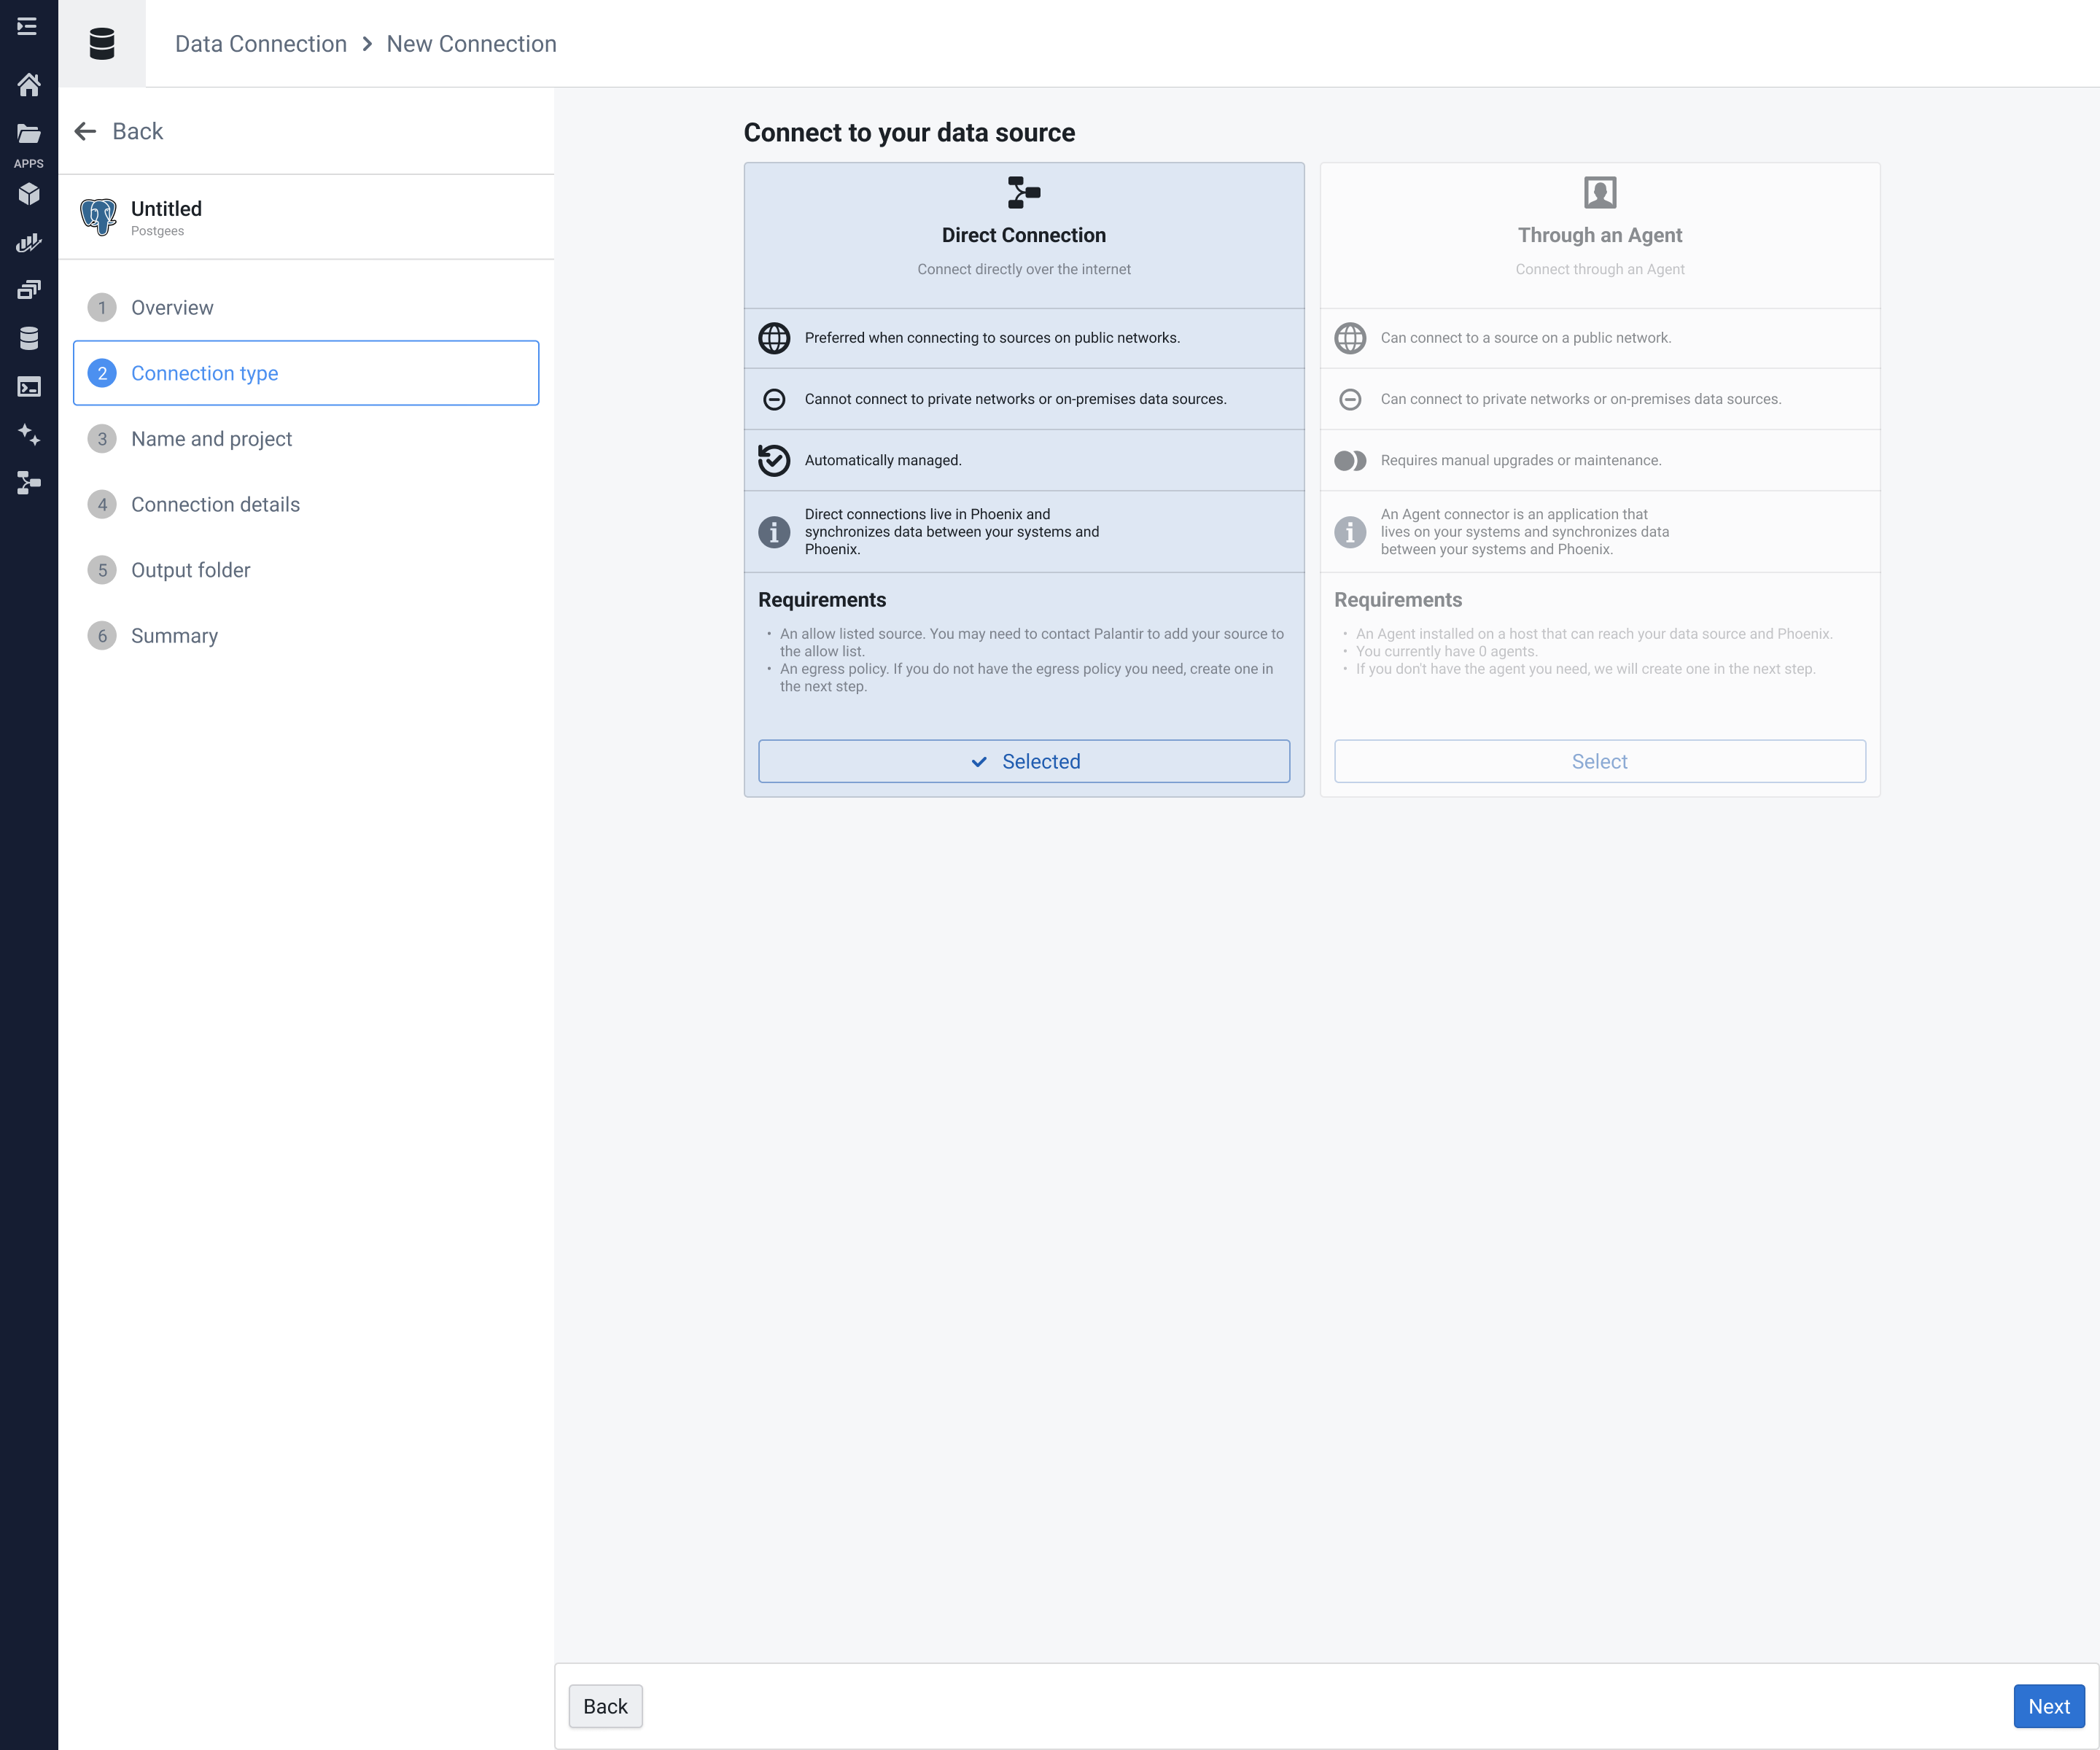 Data Connection > New Connection
APPS
Back
Untitled
Postgees
1 Overview
2 Connection type
3 Name and project
4 Connection details
5 Output folder
6 Summary
Connect to your data source
Direct Connection
Connect directly over the internet
Preferred when connecting to sources on public networks.
Cannot connect to private networks or on-premises data sources.
Automatically managed.
Direct connections live in Phoenix and
synchronizes data between your systems and
Phoenix.
Requirements
• An allow listed source. You may need to contact Palantir to add your source to
the allow list.
• An egress policy. If you do not have the egress policy you need, create one in
the next step.
Selected
Through an Agent
Connect through an Agent
Can connect to a source on a public network.
Can connect to private networks or on-premises data sources.
Requires manual upgrades or maintenance.
An Agent connector is an application that
lives on your systems and synchronizes data
between your systems and Phoenix.
Requirements
• An Agent installed on a host that can reach your data source and Phoenix.
• You currently have 0 agents.
• If you don't have the agent you need, we will create one in the next step.
Select
Back
Next